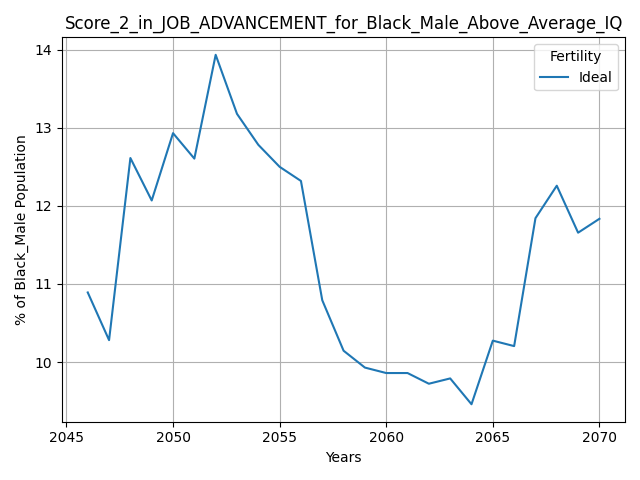 Score_2_in_JOB_ADVANCEMENT_for_Black_Male_Above_Average_IQ
Fertility
Ideal
% of Black_Male Population
14
13
12
11
10
2045 2050 2055 2060 2065 2070
Years